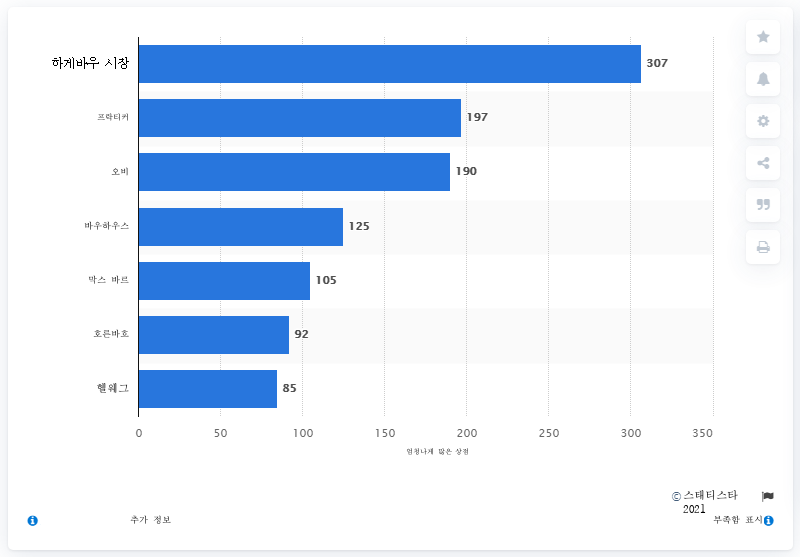 하게바우 시장
307
프락티커
197
오비
190
바우하우스
125
막스 바르
105
호른바흐
92
헬웨그
85
0 50 100 150 200 250 300 350
엄청나게 많은 상점
© 스태티스타
2021
추가 정보
부족함 표시